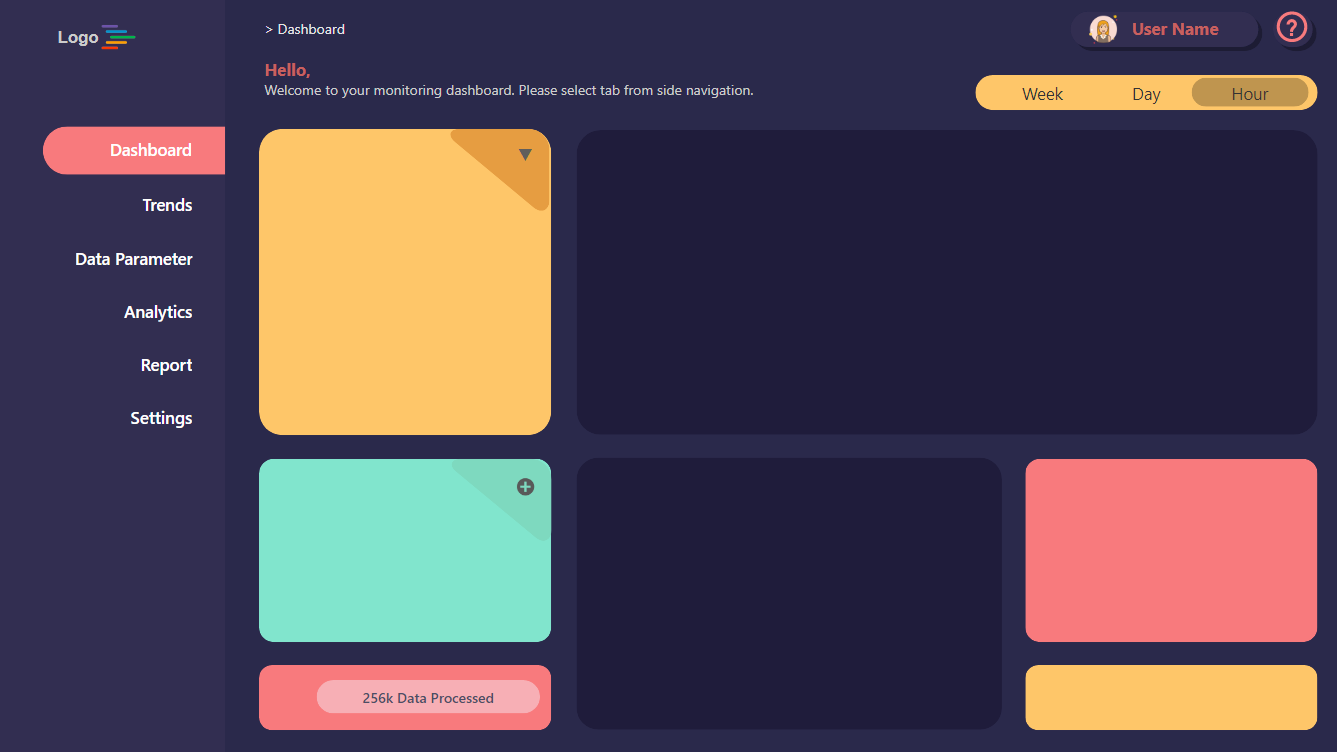 Logo
> Dashboard
User Name
?
Hello,
Welcome to your monitoring dashboard. Please select tab from side navigation.
Week
Day
Hour
Dashboard
Trends
Data Parameter
Analytics
Report
Settings
256k Data Processed